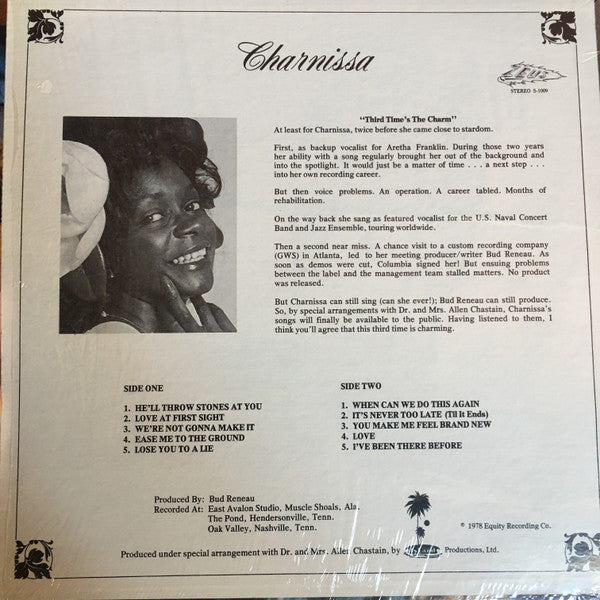 Charnissa
ZEUS
STEREO S-1009
"Third Time's The Charm"
At least for Charnissa, twice before she came close to stardom.
First, as backup vocalist for Aretha Franklin. During those two years
her ability with a song regularly brought her out of the background and
into the spotlight. It would just be a matter of time . . . a next step . . .
into her own recording career.
But then voice problems. An operation. A career tabled. Months of
rehabilitation.
On the way back she sang as featured vocalist for the U.S. Naval Concert
Band and Jazz Ensemble, touring worldwide.
Then a second near miss. A chance visit to a custom recording company
(GWS) in Atlanta, led to her meeting producer/writer Bud Reneau. As
soon as demos were cut, Columbia signed her! But ensuing problems
between the label and the management team stalled matters. No product
was released.
But Charnissa can still sing (can she ever!); Bud Reneau can still produce.
So, by special arrangements with Dr. and Mrs. Allen Chastain, Charnissa's
songs will finally be available to the public. Having listened to them, I
think you'll agree that this third time is charming.
SIDE ONE
1. HE'LL THROW STONES AT YOU
2. LOVE AT FIRST SIGHT
3. WE'RE NOT GONNA MAKE IT
4. EASE ME TO THE GROUND
5. LOSE YOU TO A LIE
SIDE TWO
1. WHEN CAN WE DO THIS AGAIN
2. IT'S NEVER TOO LATE (Til It Ends)
3. YOU MAKE ME FEEL BRAND NEW
4. LOVE
5. I'VE BEEN THERE BEFORE
Produced By: Bud Reneau
Recorded At: East Avalon Studio, Muscle Shoals, Ala.
The Pond, Hendersonville, Tenn.
Oak Valley, Nashville, Tenn.
© 1978 Equity Recording Co.
Produced under special arrangement with Dr. and Mrs. Allen Chastain, by Productions, Ltd.